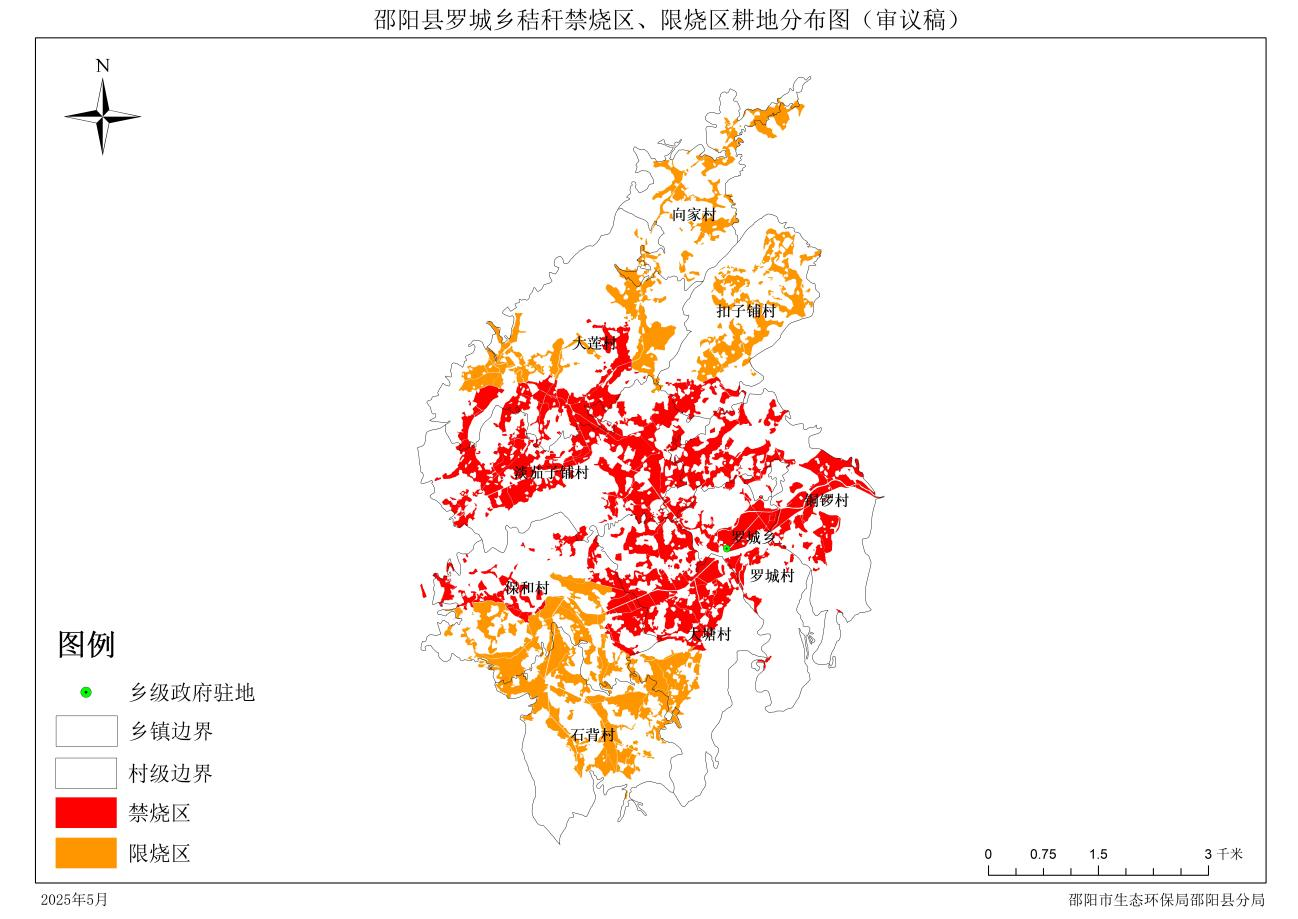 邵阳县罗城乡秸秆禁烧区、限烧区耕地分布图（审议稿）
N
向家村
扣子铺村
大莲村
淡茄子铺村
铜锣村
罗城乡
罗城村
保和村
大塘村
石背村
图例
乡级政府驻地
乡镇边界
村级边界
禁烧区
限烧区
0 0.75 1.5 3 千米
2025年5月
邵阳市生态环保局邵阳县分局